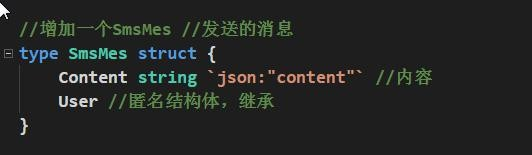 //增加一个SmsMes //发送的消息
type SmsMes struct {
Content string `json:"content"` //内容
User //匿名结构体，继承
}